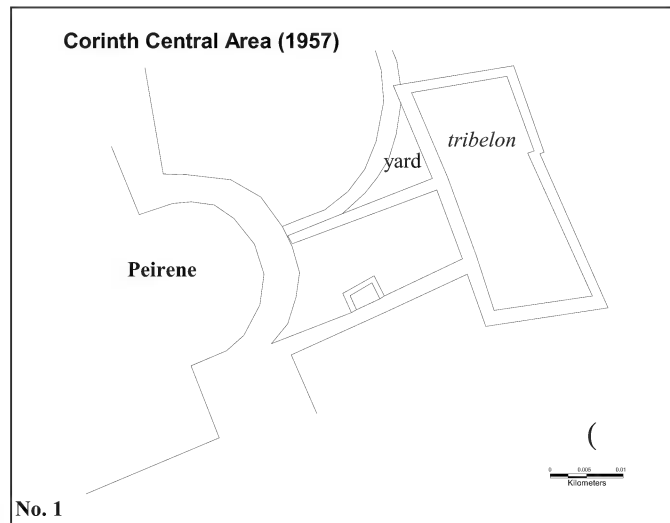 Corinth Central Area (1957)
tribelon
yard
Peirene
(
0 0.005 0.01
Kilometers
No. 1